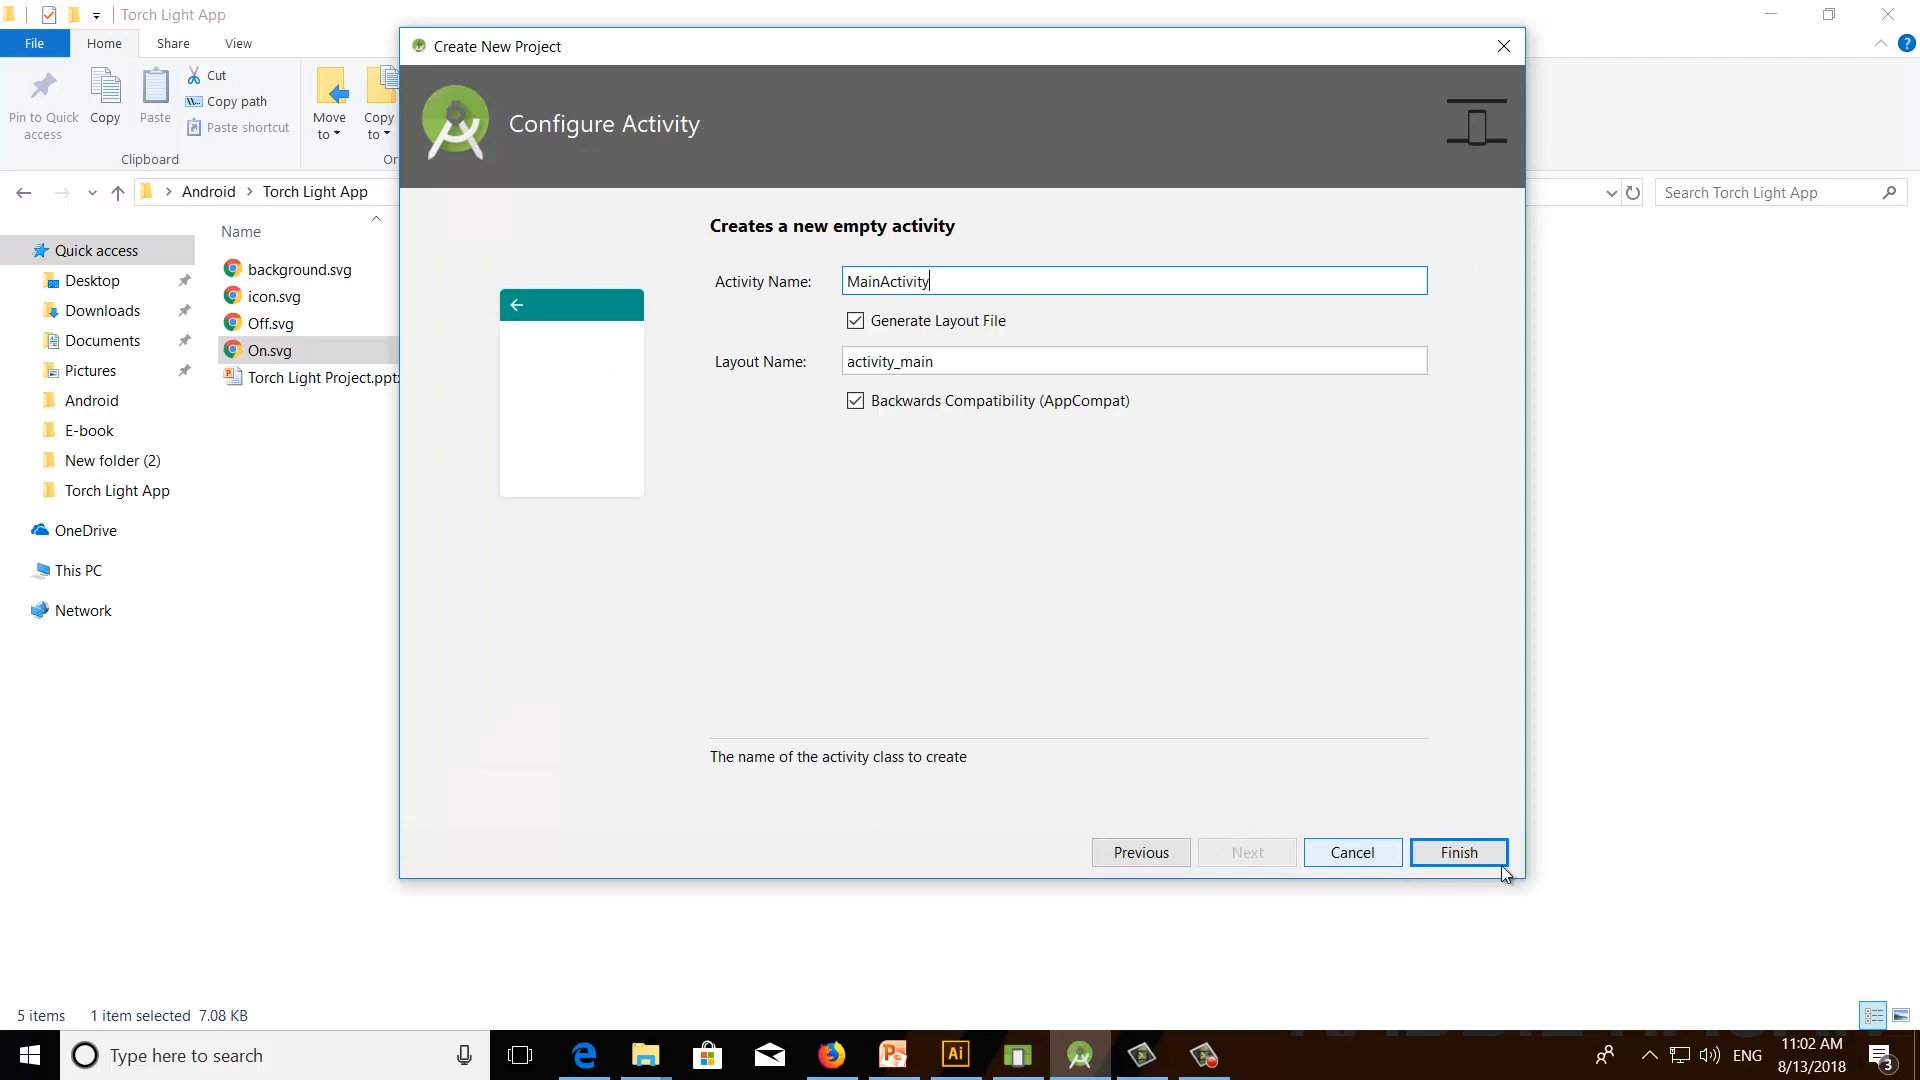 Torch Light App
File
Home
Share
View
Pin to Quick
access
Copy
Paste
Cut
Copy path
Paste shortcut
Clipboard
Move
to
Copy
to
Or
Android
Torch Light App
Search Torch Light App
Quick access
Desktop
Downloads
Documents
Pictures
Android
E-book
New folder (2)
Torch Light App
OneDrive
This PC
Network
Name
background.svg
icon.svg
Off.svg
On.svg
Torch Light Project.ppt
Create New Project
Configure Activity
Creates a new empty activity
Activity Name:
MainActivity
Generate Layout File
Layout Name:
activity_main
Backwards Compatibility (AppCompat)
The name of the activity class to create
Previous
Next
Cancel
Finish
5 items
1 item selected 7.08 KB
Type here to search
Ai
ENG
11:02 AM
8/13/2018
3